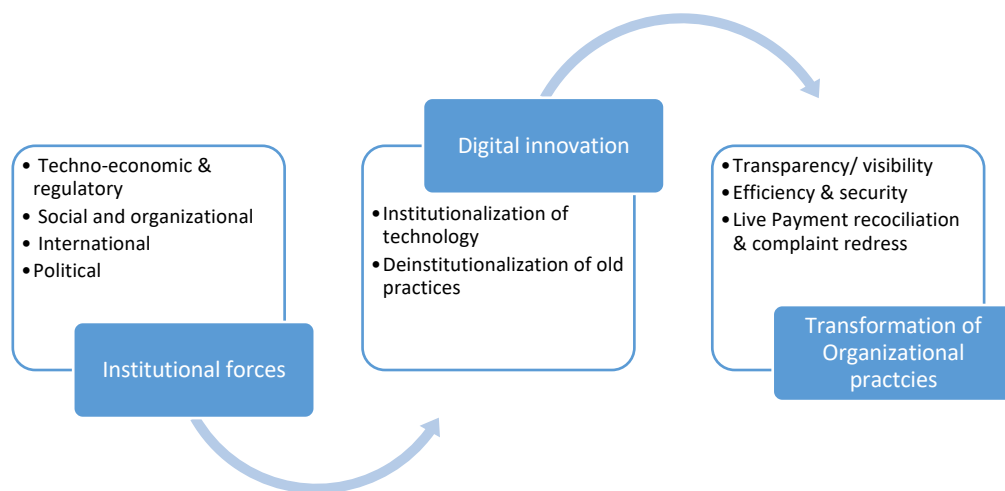 • Techno-economic &
regulatory
• Social and organizational
• International
• Political
Institutional forces
Digital innovation
• Institutionalization of
technology
• Deinstitutionalization of old
practices
• Transparency/ visibility
• Efficiency & security
• Live Payment recociliation
& complaint redress
Transformation of
Organizational
practcies